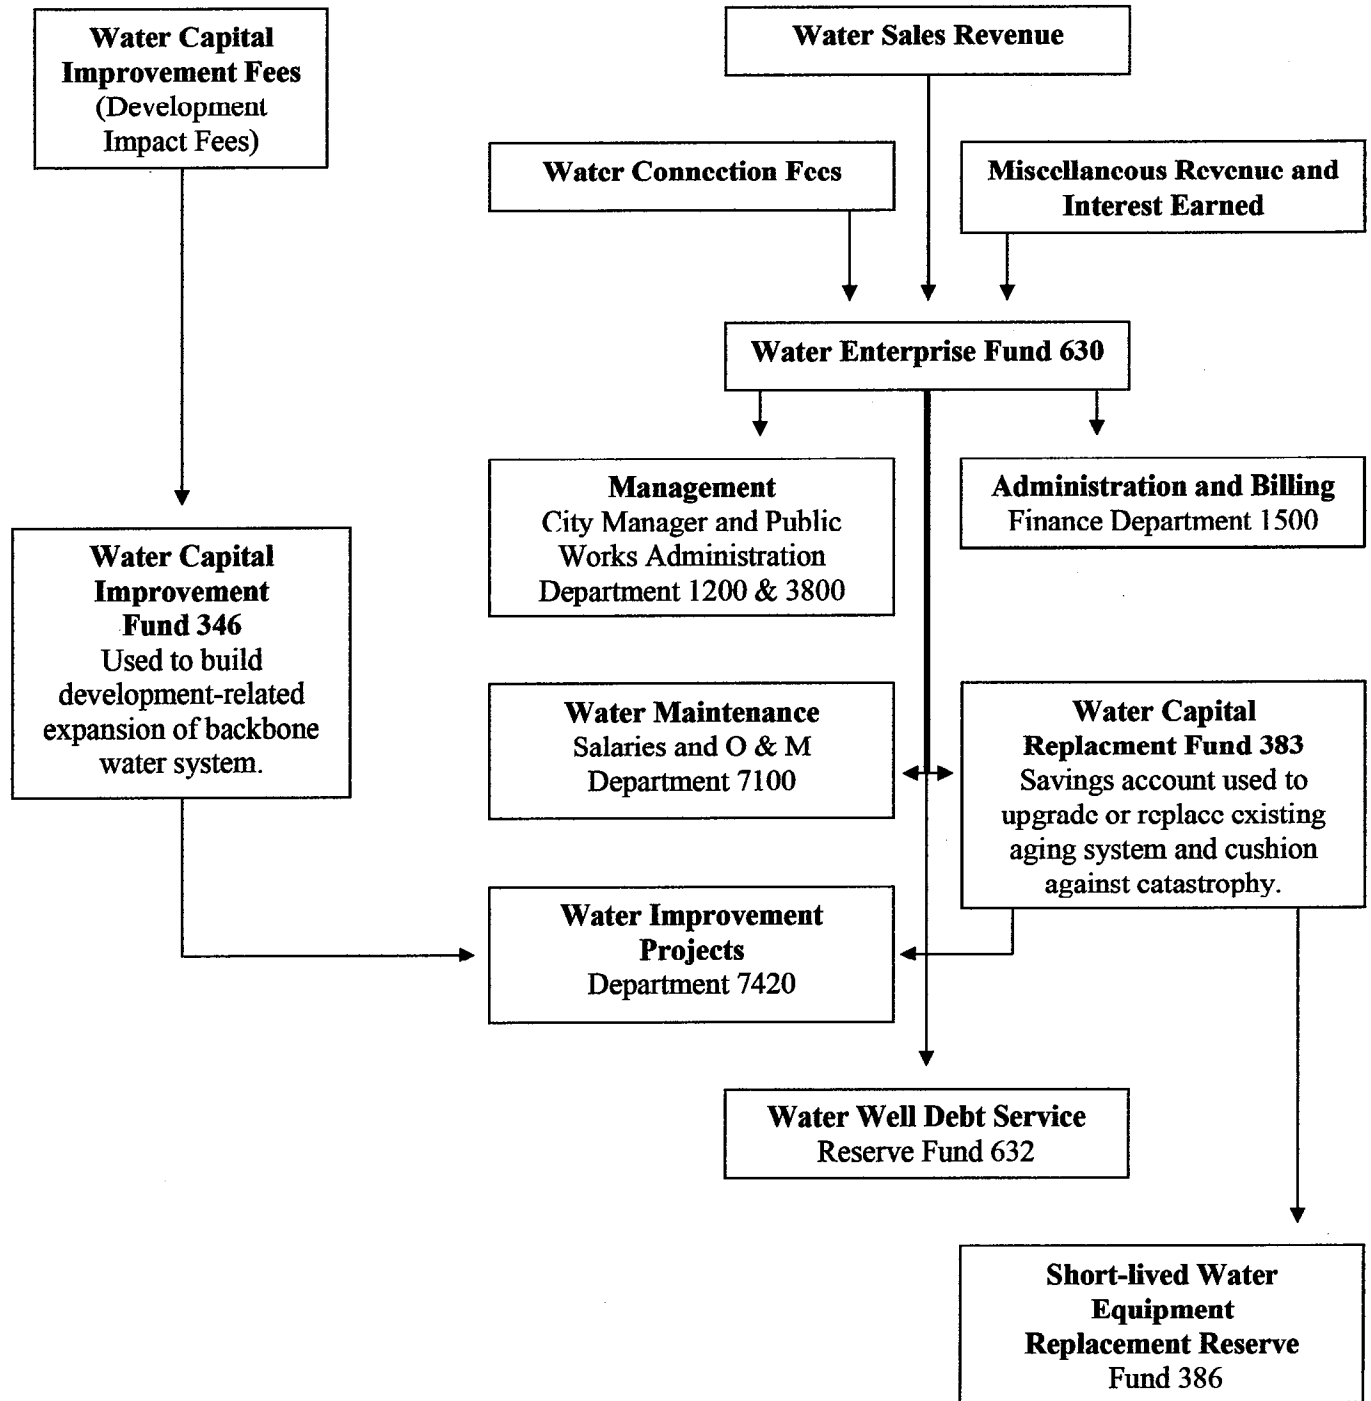 Water Capital
Improvement Fees
(Development
Impact Fees)
Water Sales Revenue
Water Connection Fees
Miscellaneous Revenue and
Interest Earned
Water Enterprise Fund 630
Management
City Manager and Public
Works Administration
Department 1200 & 3800
Administration and Billing
Finance Department 1500
Water Capital
Improvement
Fund 346
Used to build
development-related
expansion of backbone
water system.
Water Maintenance
Salaries and O & M
Department 7100
Water Capital
Replacment Fund 383
Savings account used to
upgrade or replace existing
aging system and cushion
against catastrophy.
Water Improvement
Projects
Department 7420
Water Well Debt Service
Reserve Fund 632
Short-lived Water
Equipment
Replacement Reserve
Fund 386